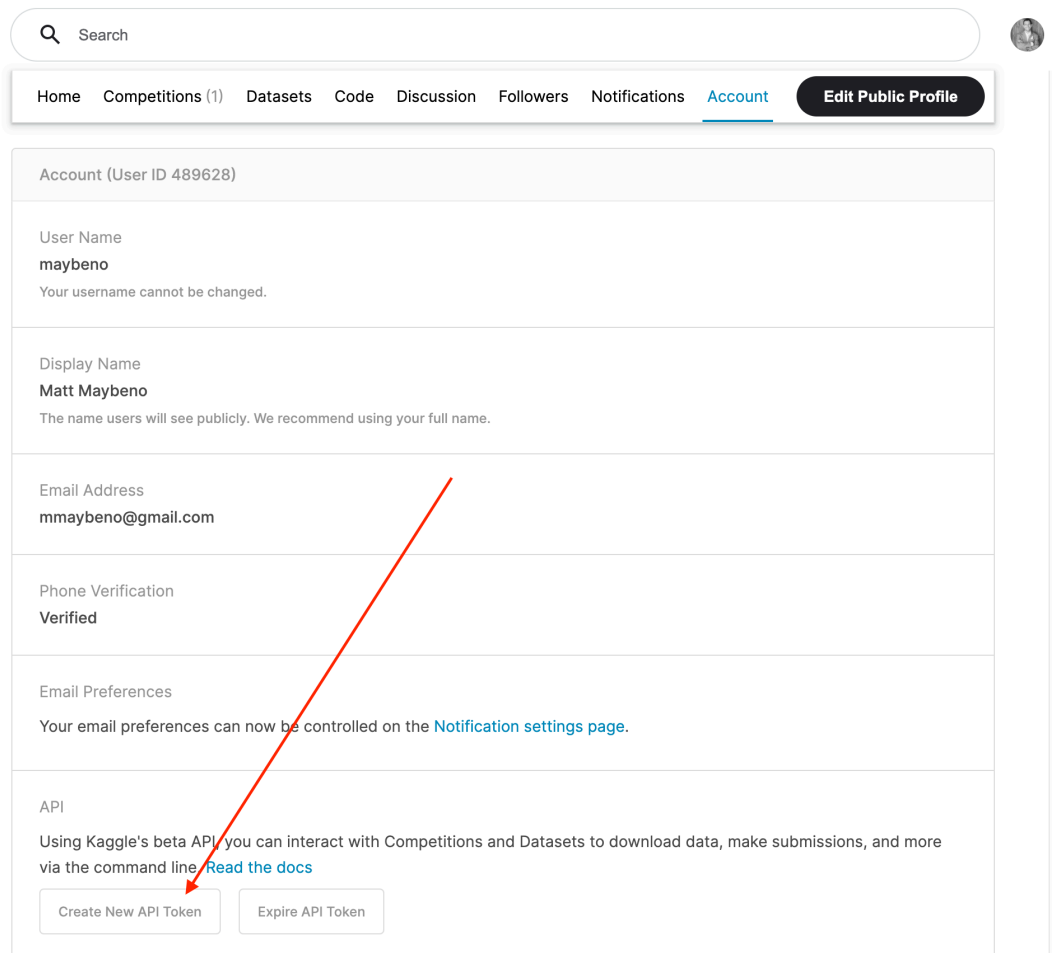 Search
Home Competitions (1) Datasets Code Discussion Followers Notifications Account Edit Public Profile
Account (User ID 489628)
User Name
maybeno
Your username cannot be changed.
Display Name
Matt Maybeno
The name users will see publicly. We recommend using your full name.
Email Address
mmaybeno@gmail.com
Phone Verification
Verified
Email Preferences
Your email preferences can now be controlled on the Notification settings page.
API
Using Kaggle's beta API, you can interact with Competitions and Datasets to download data, make submissions, and more
via the command line. Read the docs
Create New API Token Expire API Token